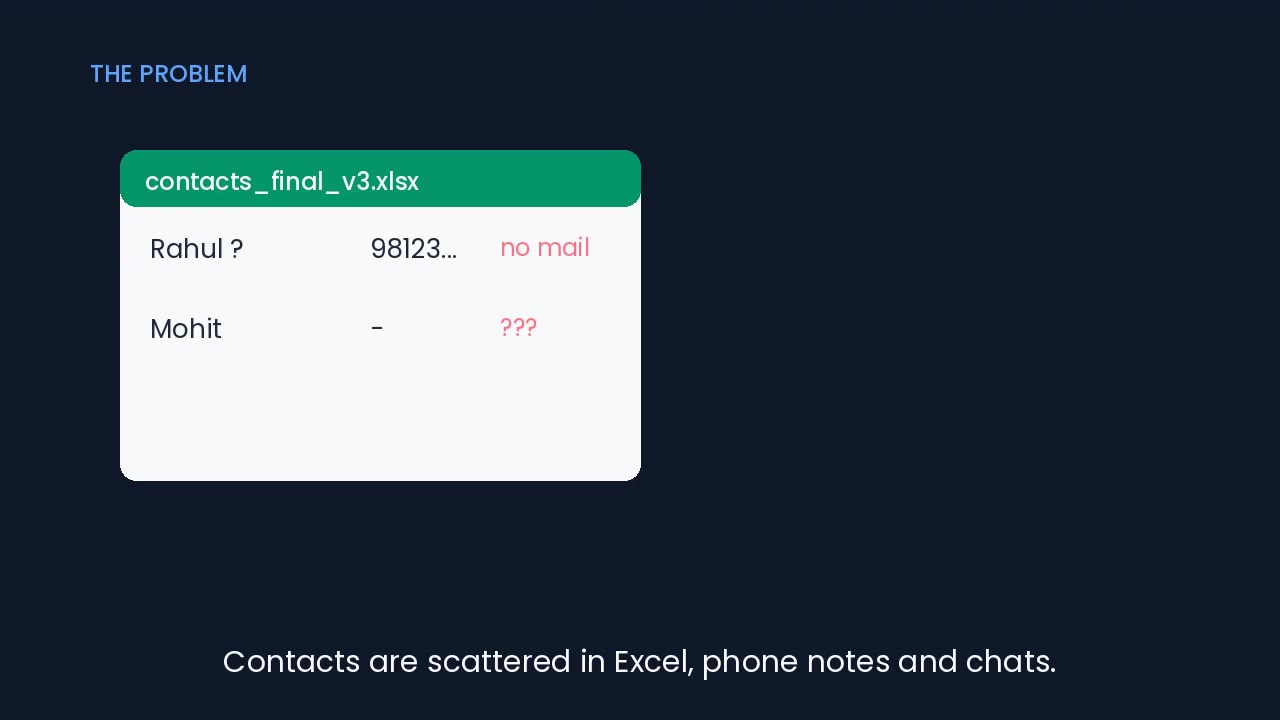 THE PROBLEM
contacts_final_v3.xlsx
Rahul ? 98123... no mail
Mohit - ???
Contacts are scattered in Excel, phone notes and chats.